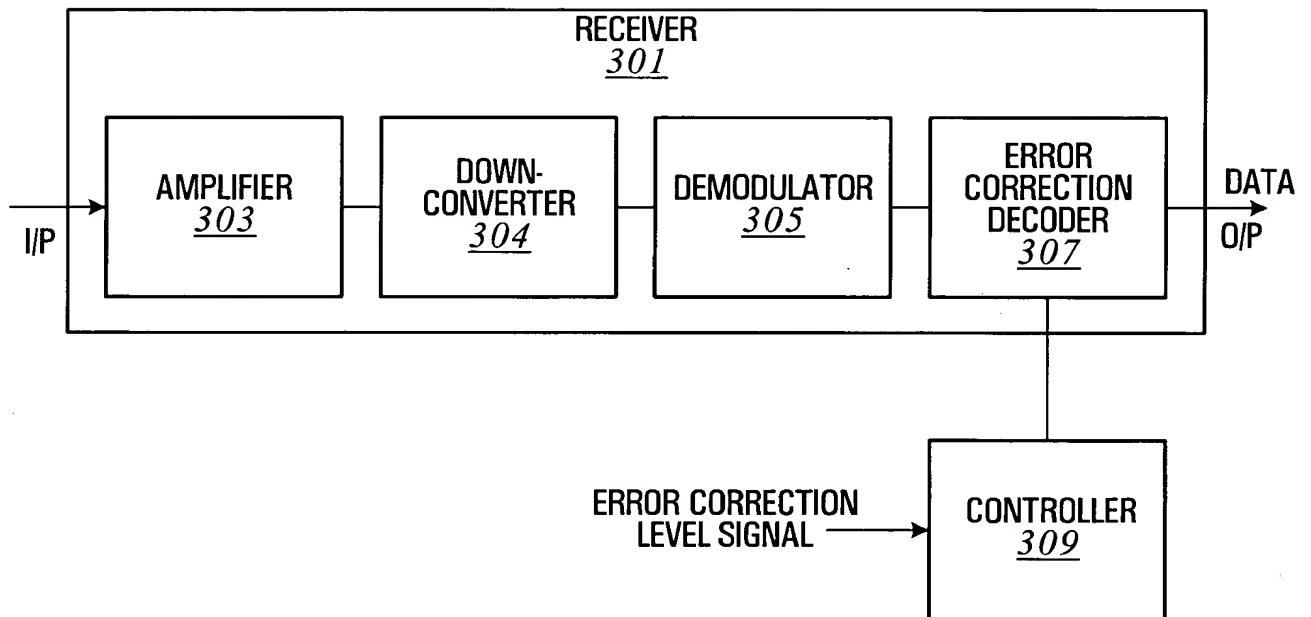 RECEIVER
301
AMPLIFIER
303
DOWN-
CONVERTER
304
DEMODULATOR
305
ERROR
CORRECTION
DECODER
307
I/P
DATA
O/P
ERROR CORRECTION
LEVEL SIGNAL
CONTROLLER
309